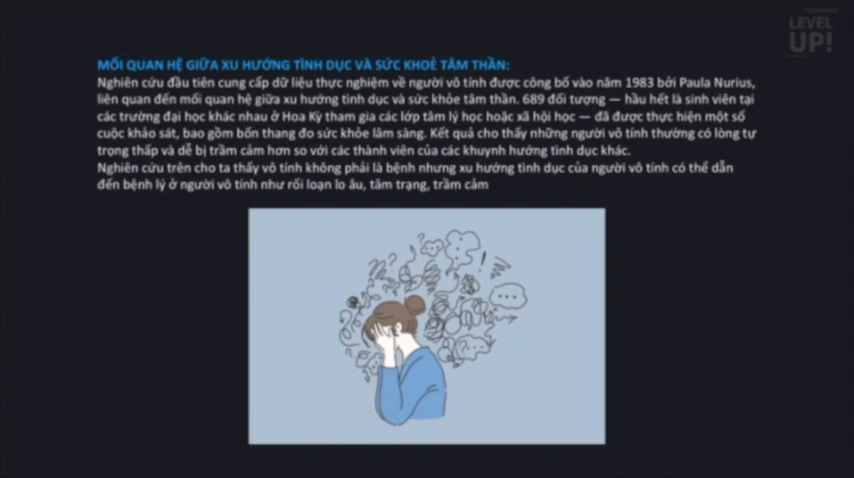 LEVEL
UP!
MỐI QUAN HỆ GIỮA XU HƯỚNG TÌNH DỤC VÀ SỨC KHOẺ TÂM THẦN:
Nghiên cứu đầu tiên cung cấp dữ liệu thực nghiệm về người vô tính được công bố vào năm 1983 bởi Paula Nurius,
liên quan đến mối quan hệ giữa xu hướng tình dục và sức khỏe tâm thần. 689 đối tượng — hầu hết là sinh viên tại
các trường đại học khác nhau ở Hoa Kỳ tham gia các lớp tâm lý học hoặc xã hội học — đã được thực hiện một số
cuộc khảo sát, bao gồm bốn thang đo sức khỏe lâm sàng. Kết quả cho thấy những người vô tính thường có lòng tự
trọng thấp và dễ bị trầm cảm hơn so với các thành viên của các khuynh hướng tình dục khác.
Nghiên cứu trên cho ta thấy vô tính không phải là bệnh nhưng xu hướng tình dục của người vô tính có thể dẫn
đến bệnh lý ở người vô tính như rối loạn lo âu, tâm trạng, trầm cảm